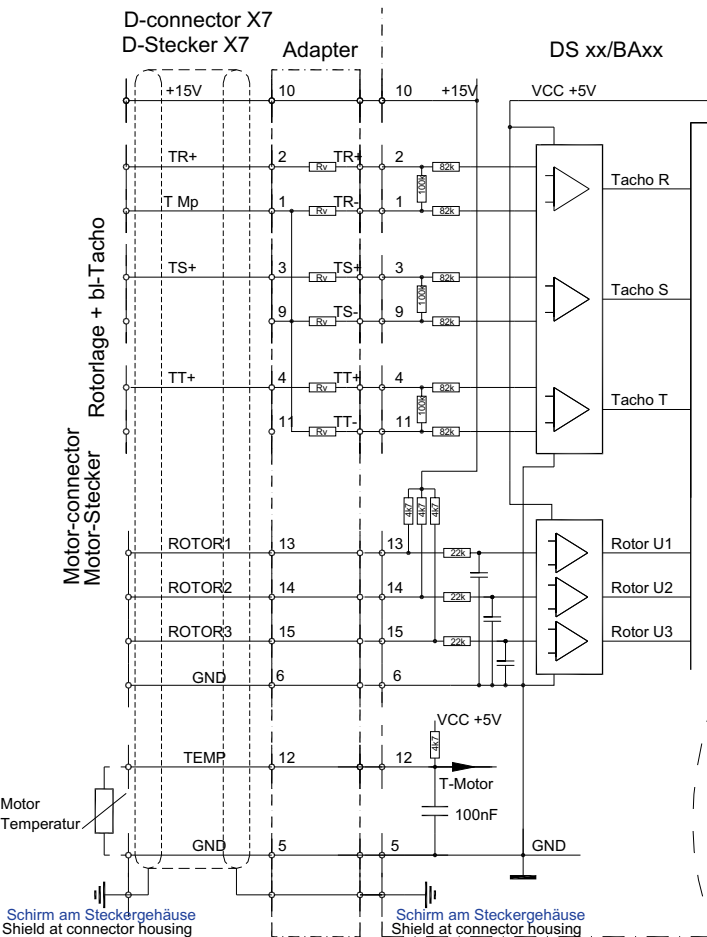 D-connector X7
D-Stecker X7
Adapter
DS xx/BAxx
+15V
10
10
+15V
VCC +5V
TR+
2
Rv
TR+
2
82k
100k
Tacho R
T Mp
1
Rv
TR-
1
82k
TS+
3
Rv
TS+
3
82k
100k
Tacho S
9
Rv
TS-
9
82k
TT+
4
Rv
TT+
4
82k
100k
Tacho T
11
Rv
TT-
11
82k
Rotorlage + bl-Tacho
Motor-connector
Motor-Stecker
4k7
4k7
4k7
ROTOR1
13
13
22k
Rotor U1
ROTOR2
14
14
22k
Rotor U2
ROTOR3
15
15
22k
Rotor U3
GND
6
6
VCC +5V
4k7
TEMP
12
12
T-Motor
Motor
Temperatur
100nF
GND
5
5
GND
Schirm am Steckergehäuse
Shield at connector housing
Schirm am Steckergehäuse
Shield at connector housing